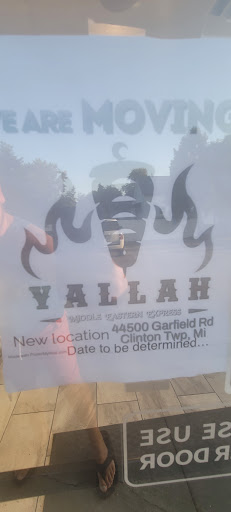 WE ARE MOVING
YALLAH
MIDDLE EASTERN EXPRESS
New location 44500 Garfield Rd
Clinton Twp, Mi
Date to be determined...
SE USE
R DOOR